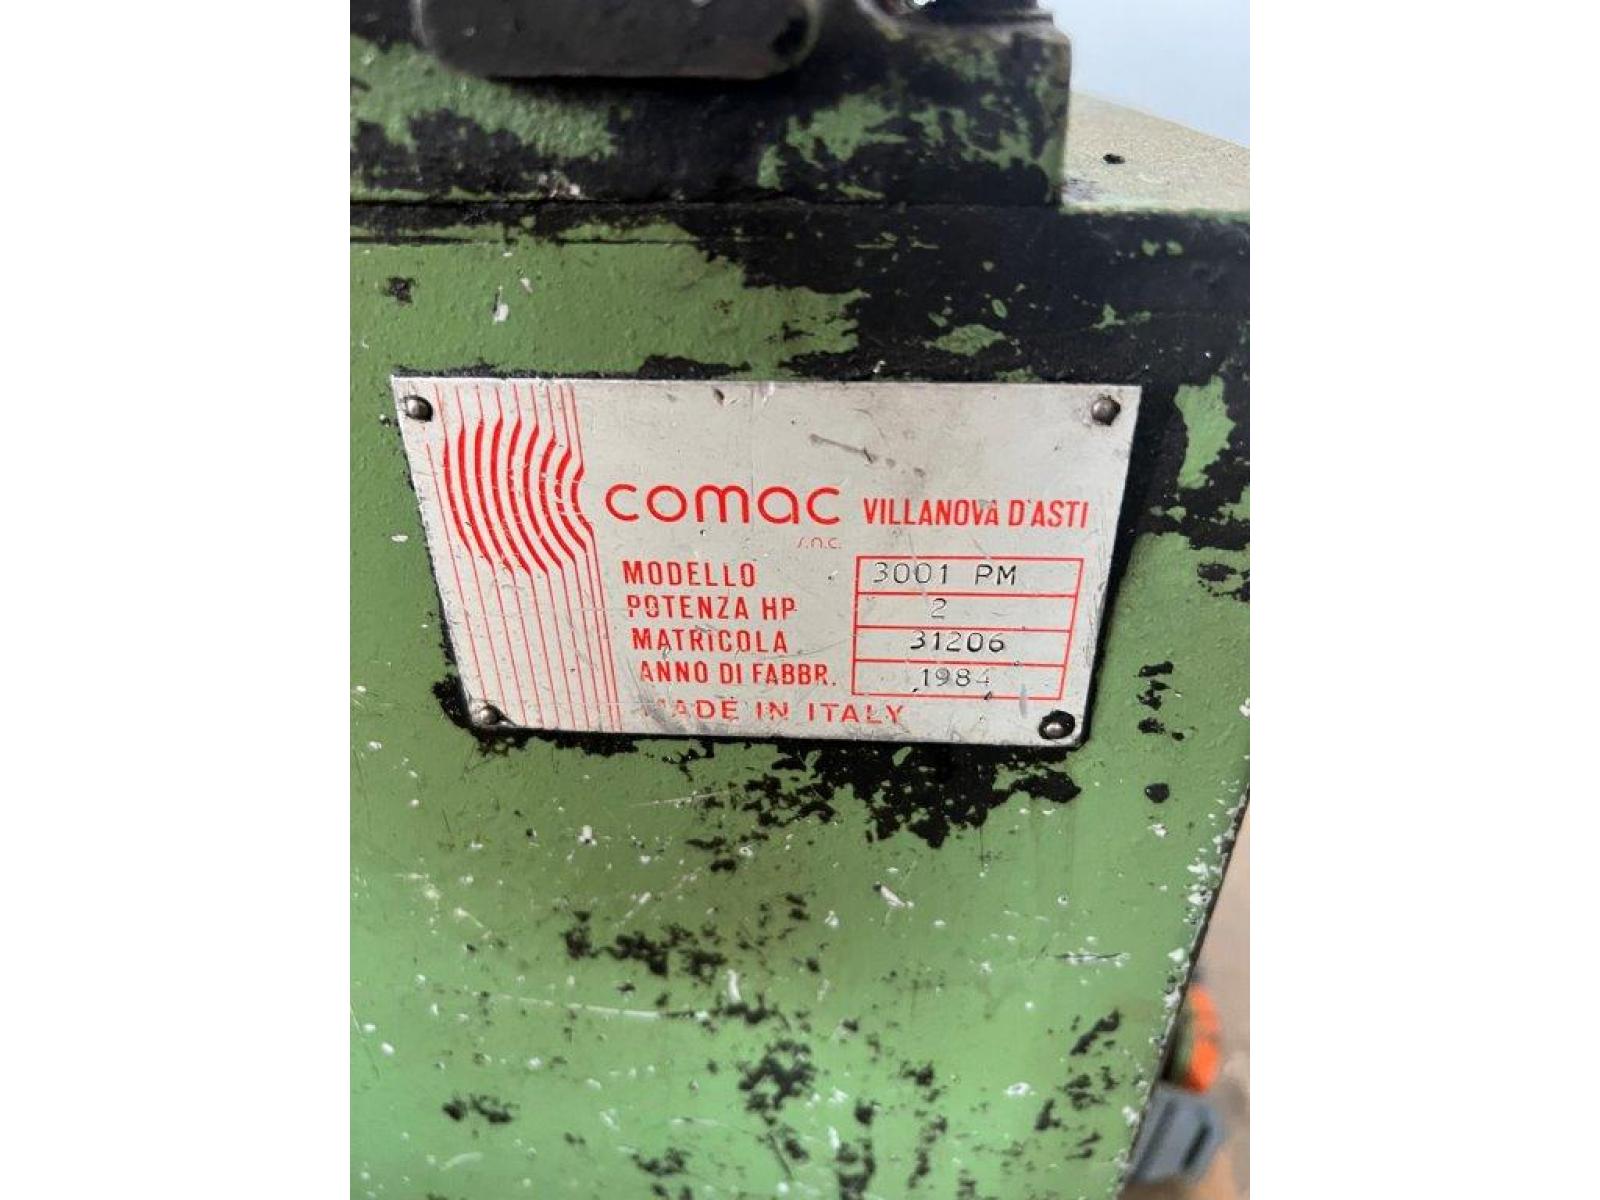 comac VILLANOVA D'ASTI
s.n.c.
MODELLO 3001 PM
POTENZA HP 2
MATRICOLA 31206
ANNO DI FABBR. 1984
MADE IN ITALY